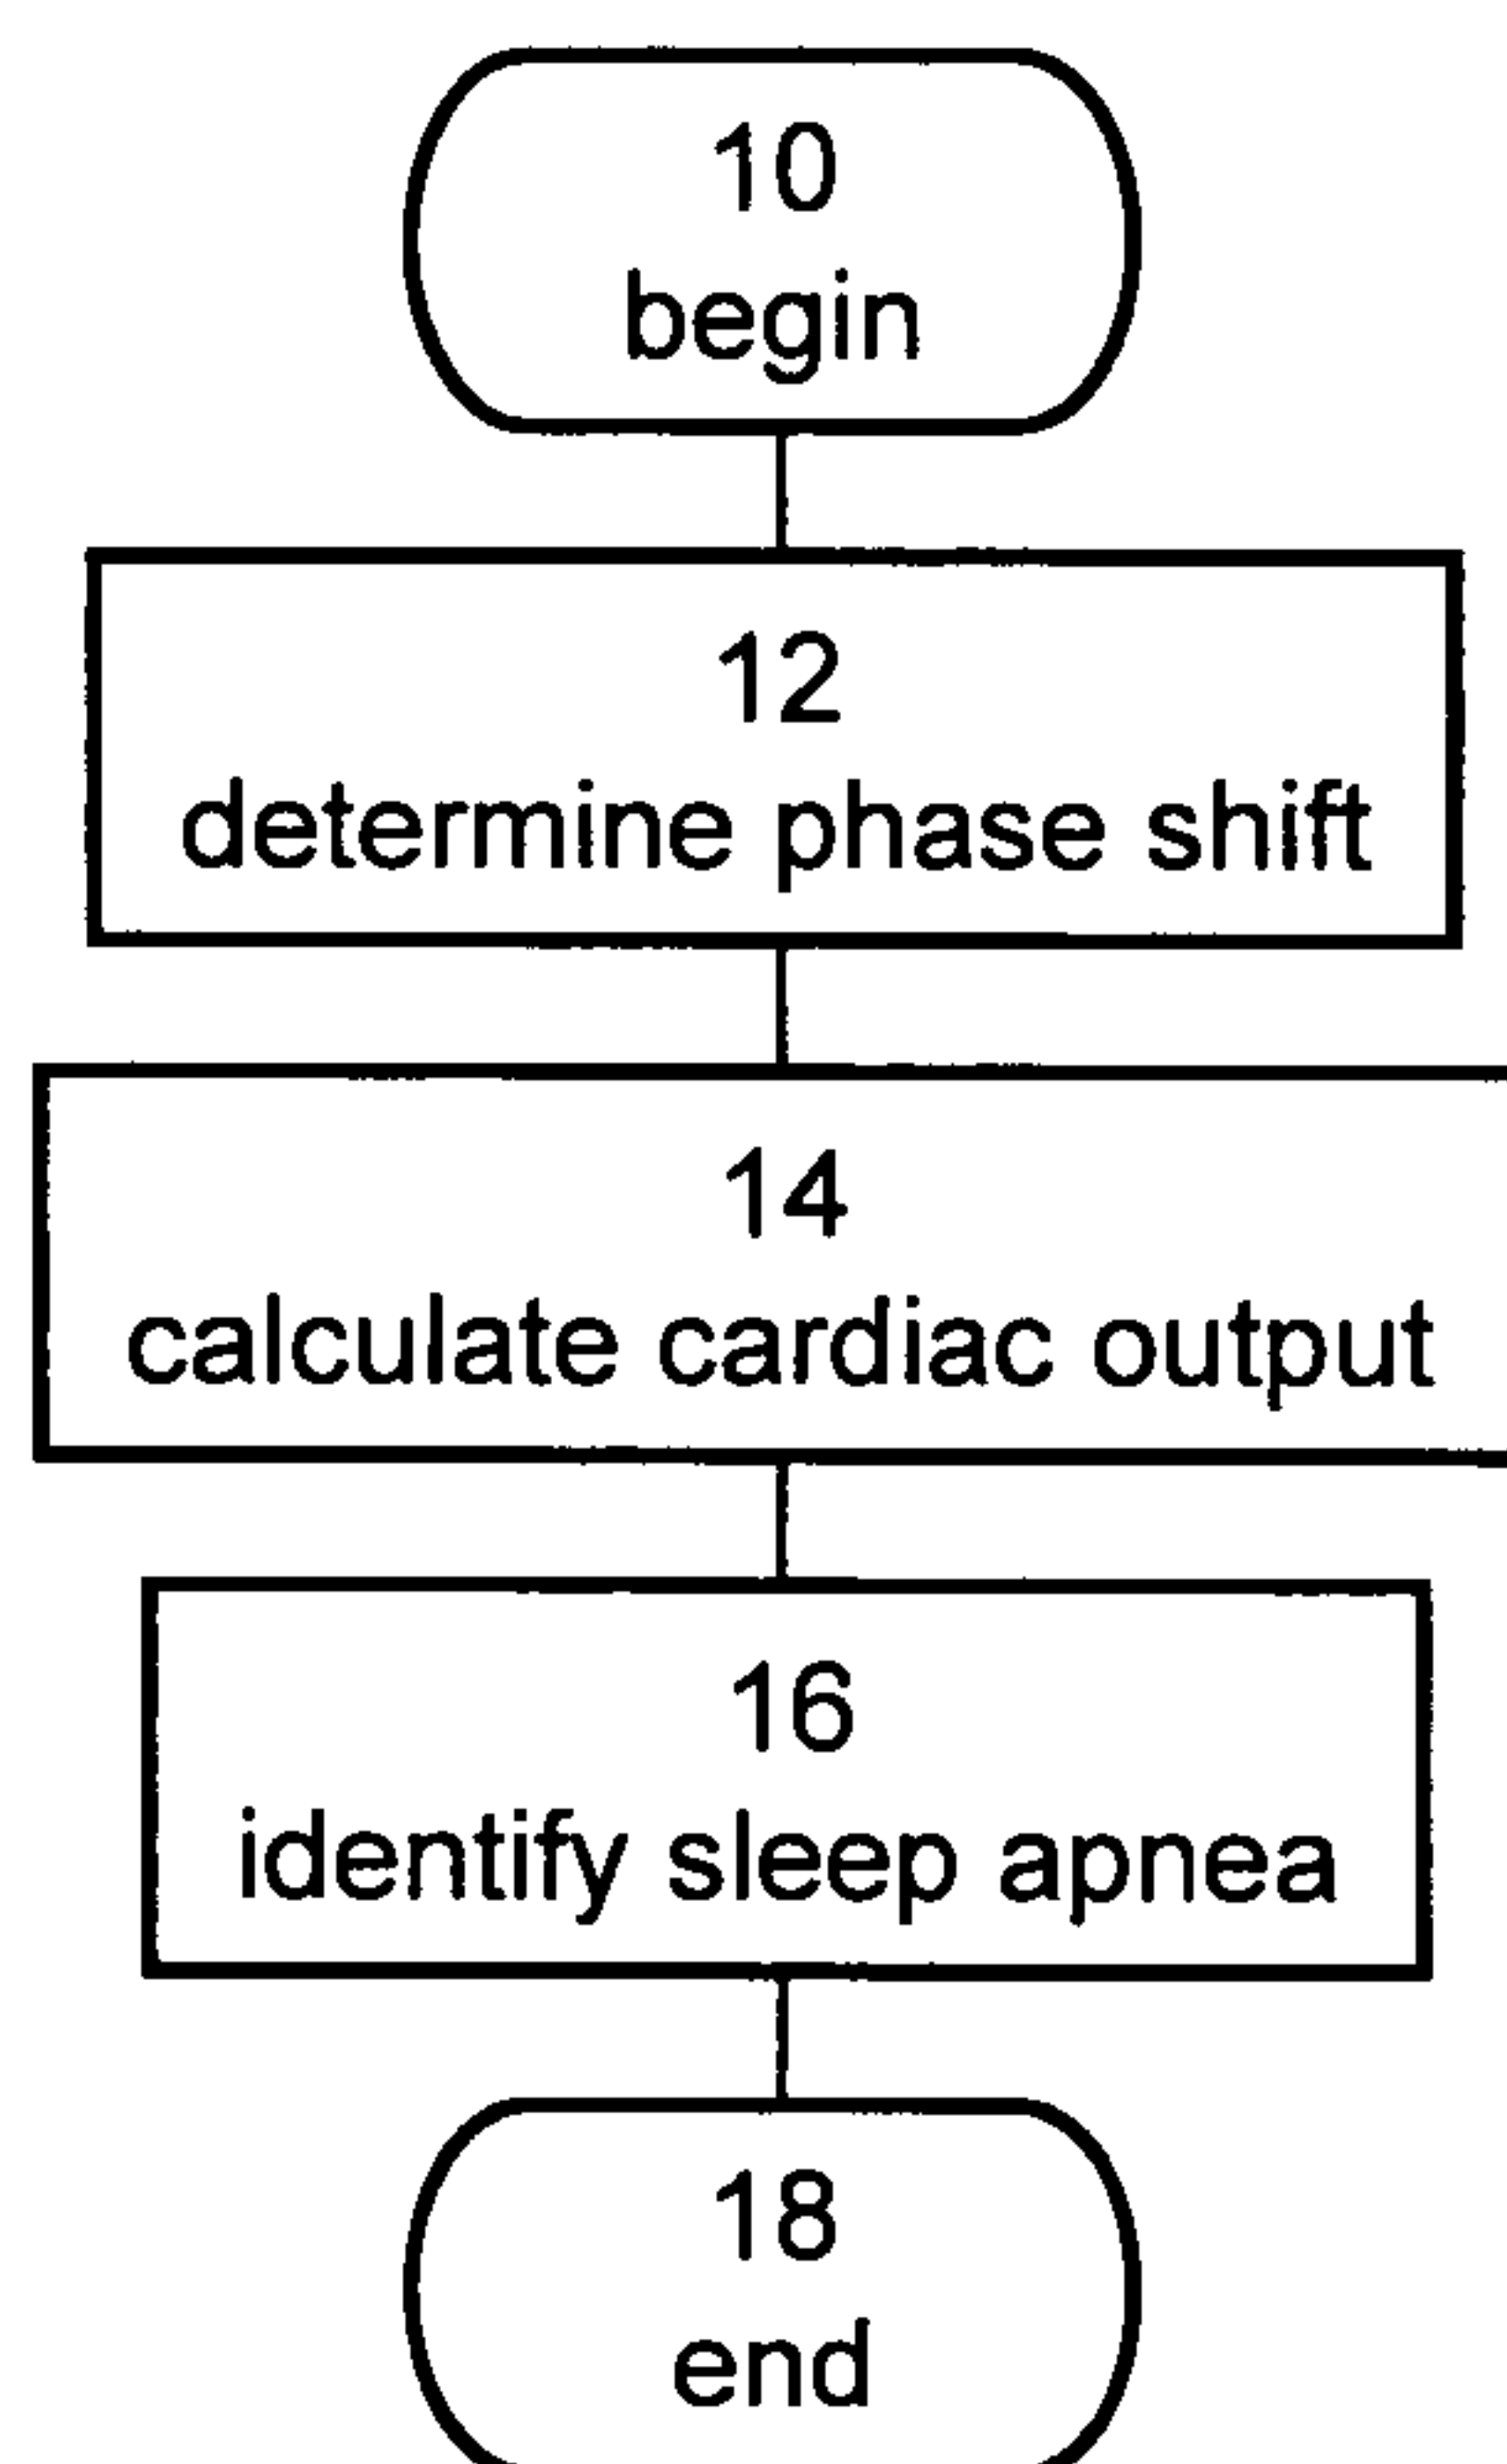 10
begin
12
determine phase shift
14
calculate cardiac output
16
identify sleep apnea
18
end